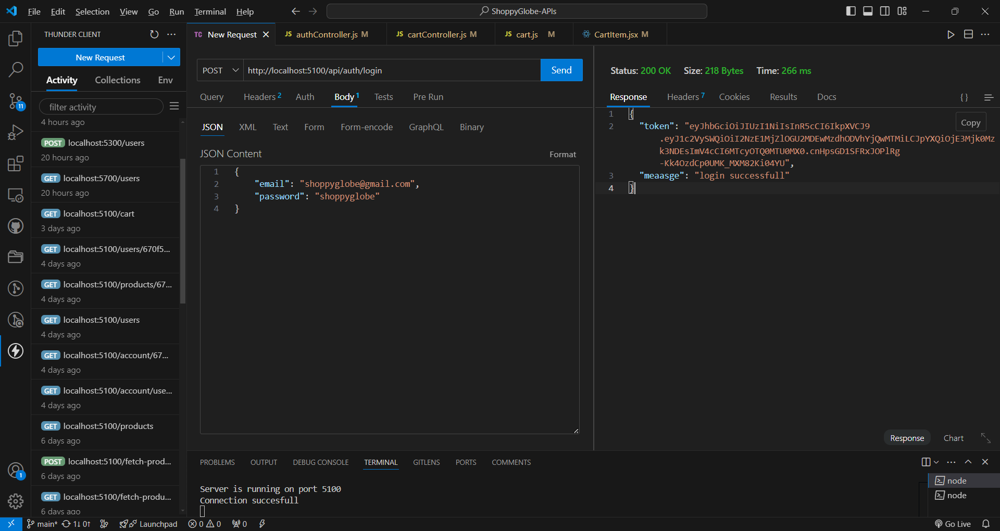 File Edit Selection View Go Run Terminal Help
ShoppyGlobe-APIs
THUNDER CLIENT
New Request
Activity Collections Env
filter activity
4 hours ago
POST localhost:5300/users
20 hours ago
GET localhost:5700/users
20 hours ago
GET localhost:5100/cart
3 days ago
GET localhost:5100/users/670f5...
4 days ago
GET localhost:5100/products/67...
4 days ago
GET localhost:5100/users
4 days ago
GET localhost:5100/account/67...
4 days ago
GET localhost:5100/account/use...
4 days ago
GET localhost:5100/products
6 days ago
POST localhost:5100/fetch-prod...
6 days ago
GET localhost:5100/fetch-produ...
6 days ago
11
1
TC New Request JS authController.js M JS cartController.js M JS cart.js M CartItem.jsx M
POST http://localhost:5100/api/auth/login Send
Query Headers 2 Auth Body 1 Tests Pre Run
JSON XML Text Form Form-encode GraphQL Binary
JSON Content Format
1 {
2 "email": "shoppyglobe@gmail.com",
3 "password": "shoppyglobe"
4 }
Status: 200 OK Size: 218 Bytes Time: 266 ms
Response Headers 7 Cookies Results Docs { }
Copy
1 {
2 "token": "eyJhbGciOiJIUzI1NiIsInR5cCI6IkpXVCJ9
.eyJ1c2VySWQiOiI2NzE1MjZlOGU2MDEwMzdhODVhYjQwMTMiLCJpYXQiOjE3Mjk0Mz
k3NDEsImV4cCI6MTcyOTQ0MTU0MX0.cnHpsGD1SFRxJOPlRg
-Kk4OzdCp0UMK_MXM82Ki04YU",
3 "meaasge": "login successfull"
4 }
Response Chart
PROBLEMS OUTPUT DEBUG CONSOLE TERMINAL GITLENS PORTS COMMENTS
Server is running on port 5100
Connection succesfull
node
node
main* 1↓ 0↑ Launchpad 0 0 0 Go Live